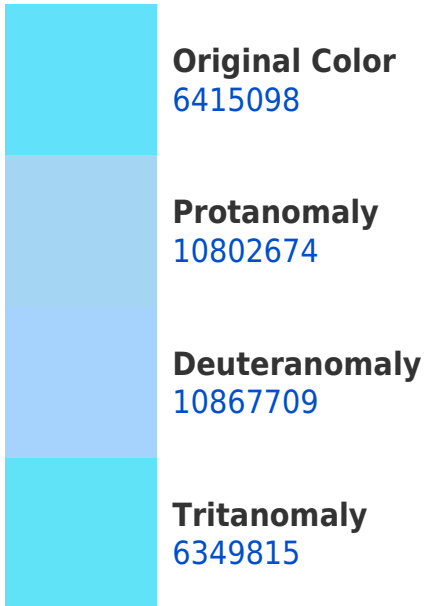 Original Color
6415098
Protanomaly
10802674
Deuteranomaly
10867709
Tritanomaly
6349815